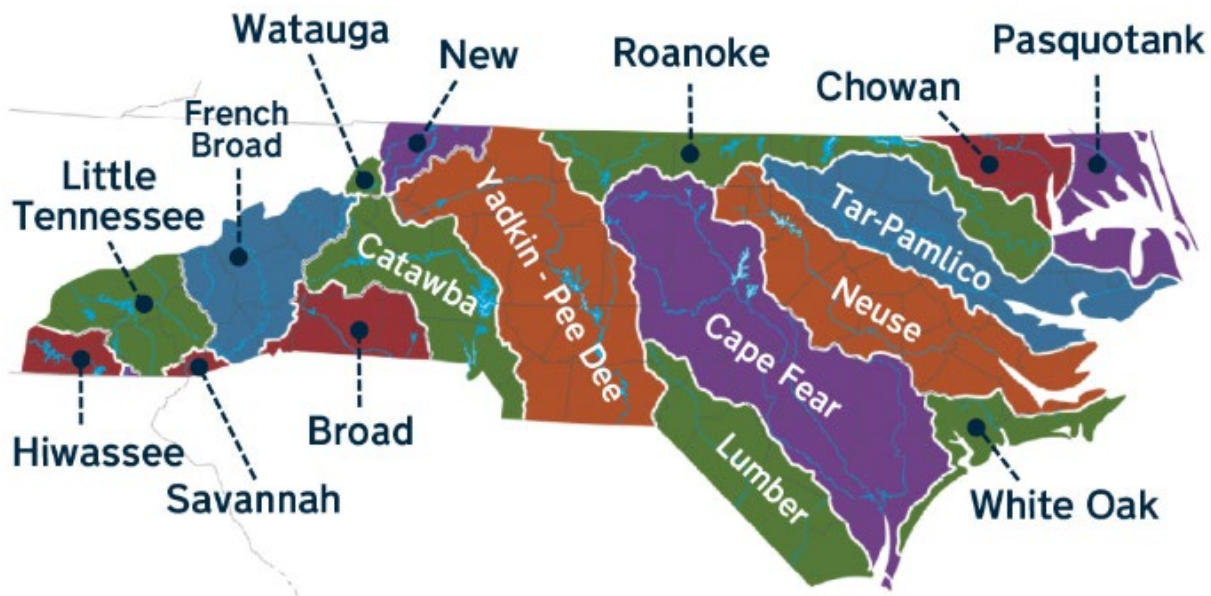 Watauga
New
Roanoke
Pasquotank
Chowan
French
Broad
Little
Tennessee
Yadkin - Pee Dee
Tar-Pamlico
Catawba
Neuse
Cape Fear
Hiwassee
Broad
Lumber
Savannah
White Oak